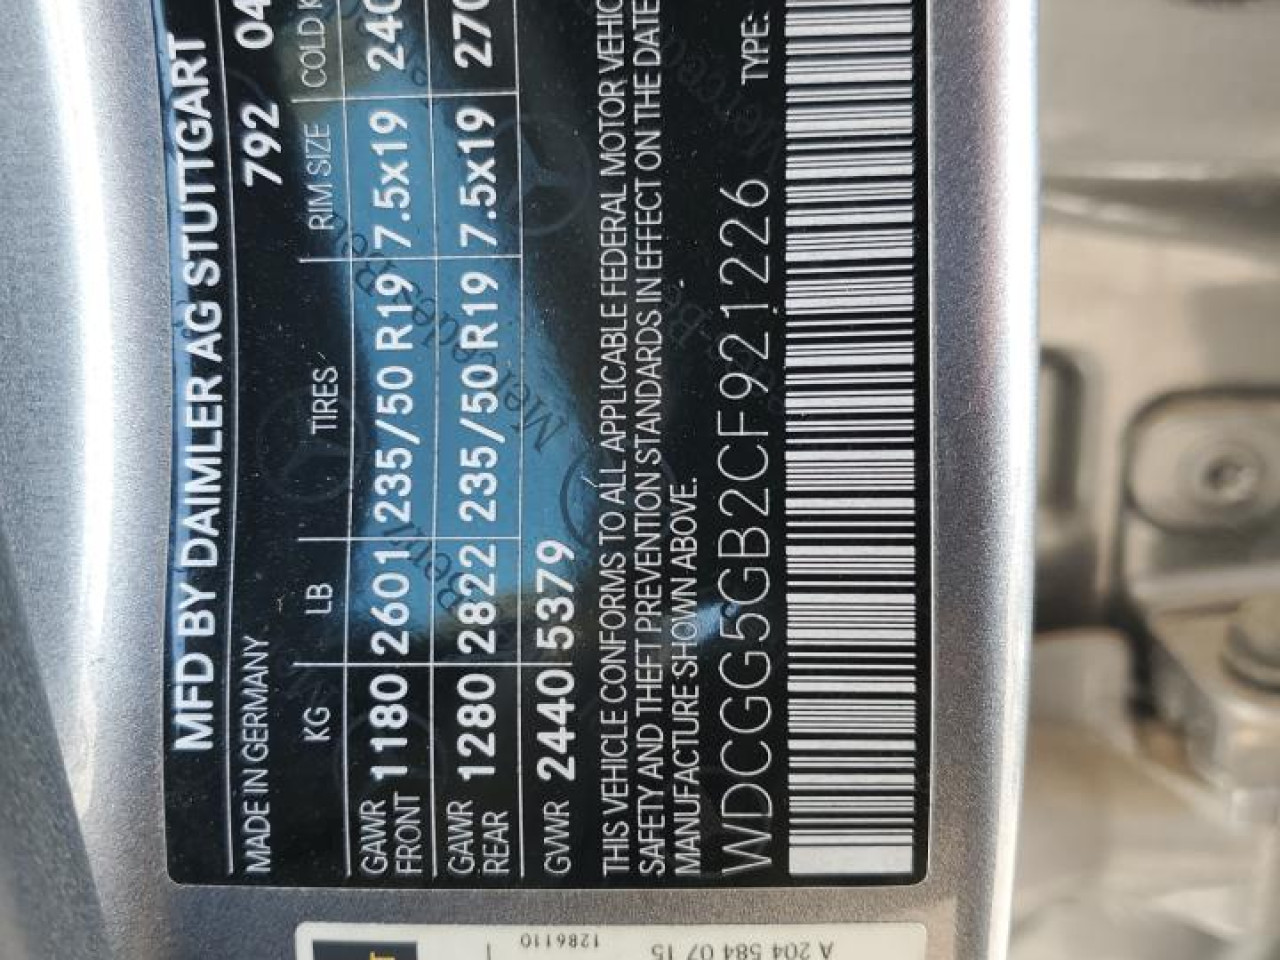 MFD BY DAIMLER AG STUTTGART
MADE IN GERMANY 792 04
KG LB TIRES RIM SIZE COLD
GAWR FRONT 1180 2601 235/50 R19 7.5x19 240
GAWR REAR 1280 2822 235/50 R19 7.5x19 270
GVWR 2440 5379
THIS VEHICLE CONFORMS TO ALL APPLICABLE FEDERAL MOTOR
SAFETY AND THEFT PREVENTION STANDARDS IN EFFECT ON THE DATE
MANUFACTURE SHOWN ABOVE.
WDCGG5GB2CF921226 TYPE:
A 204 584 07 15
1286110